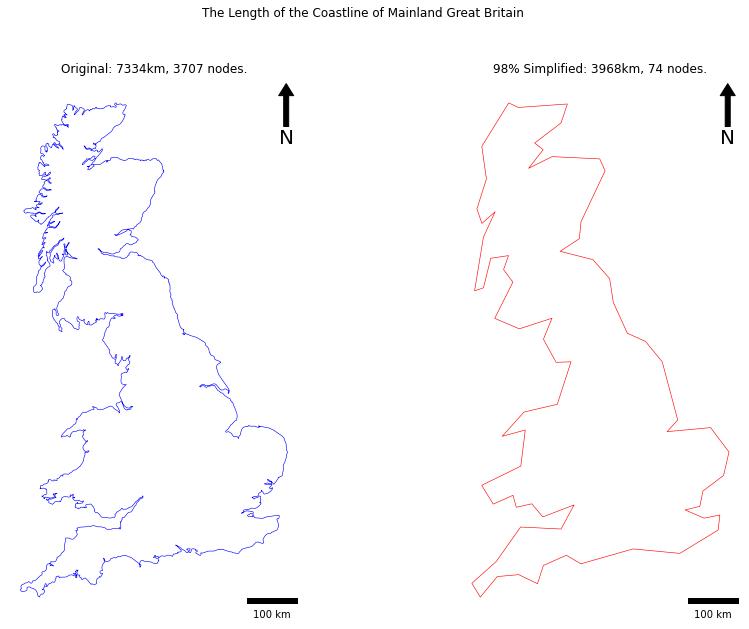 The Length of the Coastline of Mainland Great Britain
Original: 7334km, 3707 nodes.
98% Simplified: 3968km, 74 nodes.
N
N
100 km
100 km